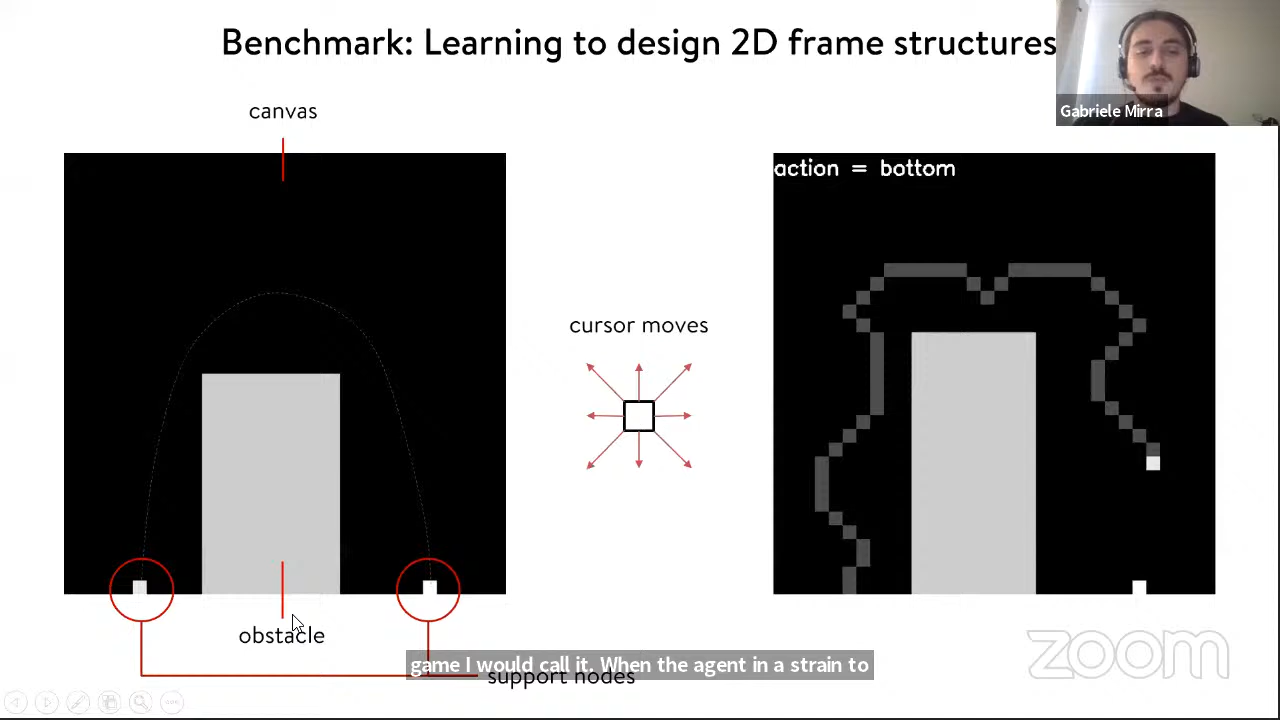 Benchmark: Learning to design 2D frame structures
Gabriele Mirra
canvas
action = bottom
cursor moves
obstacle
game I would call it. When the agent in a strain to
support nodes
zoom